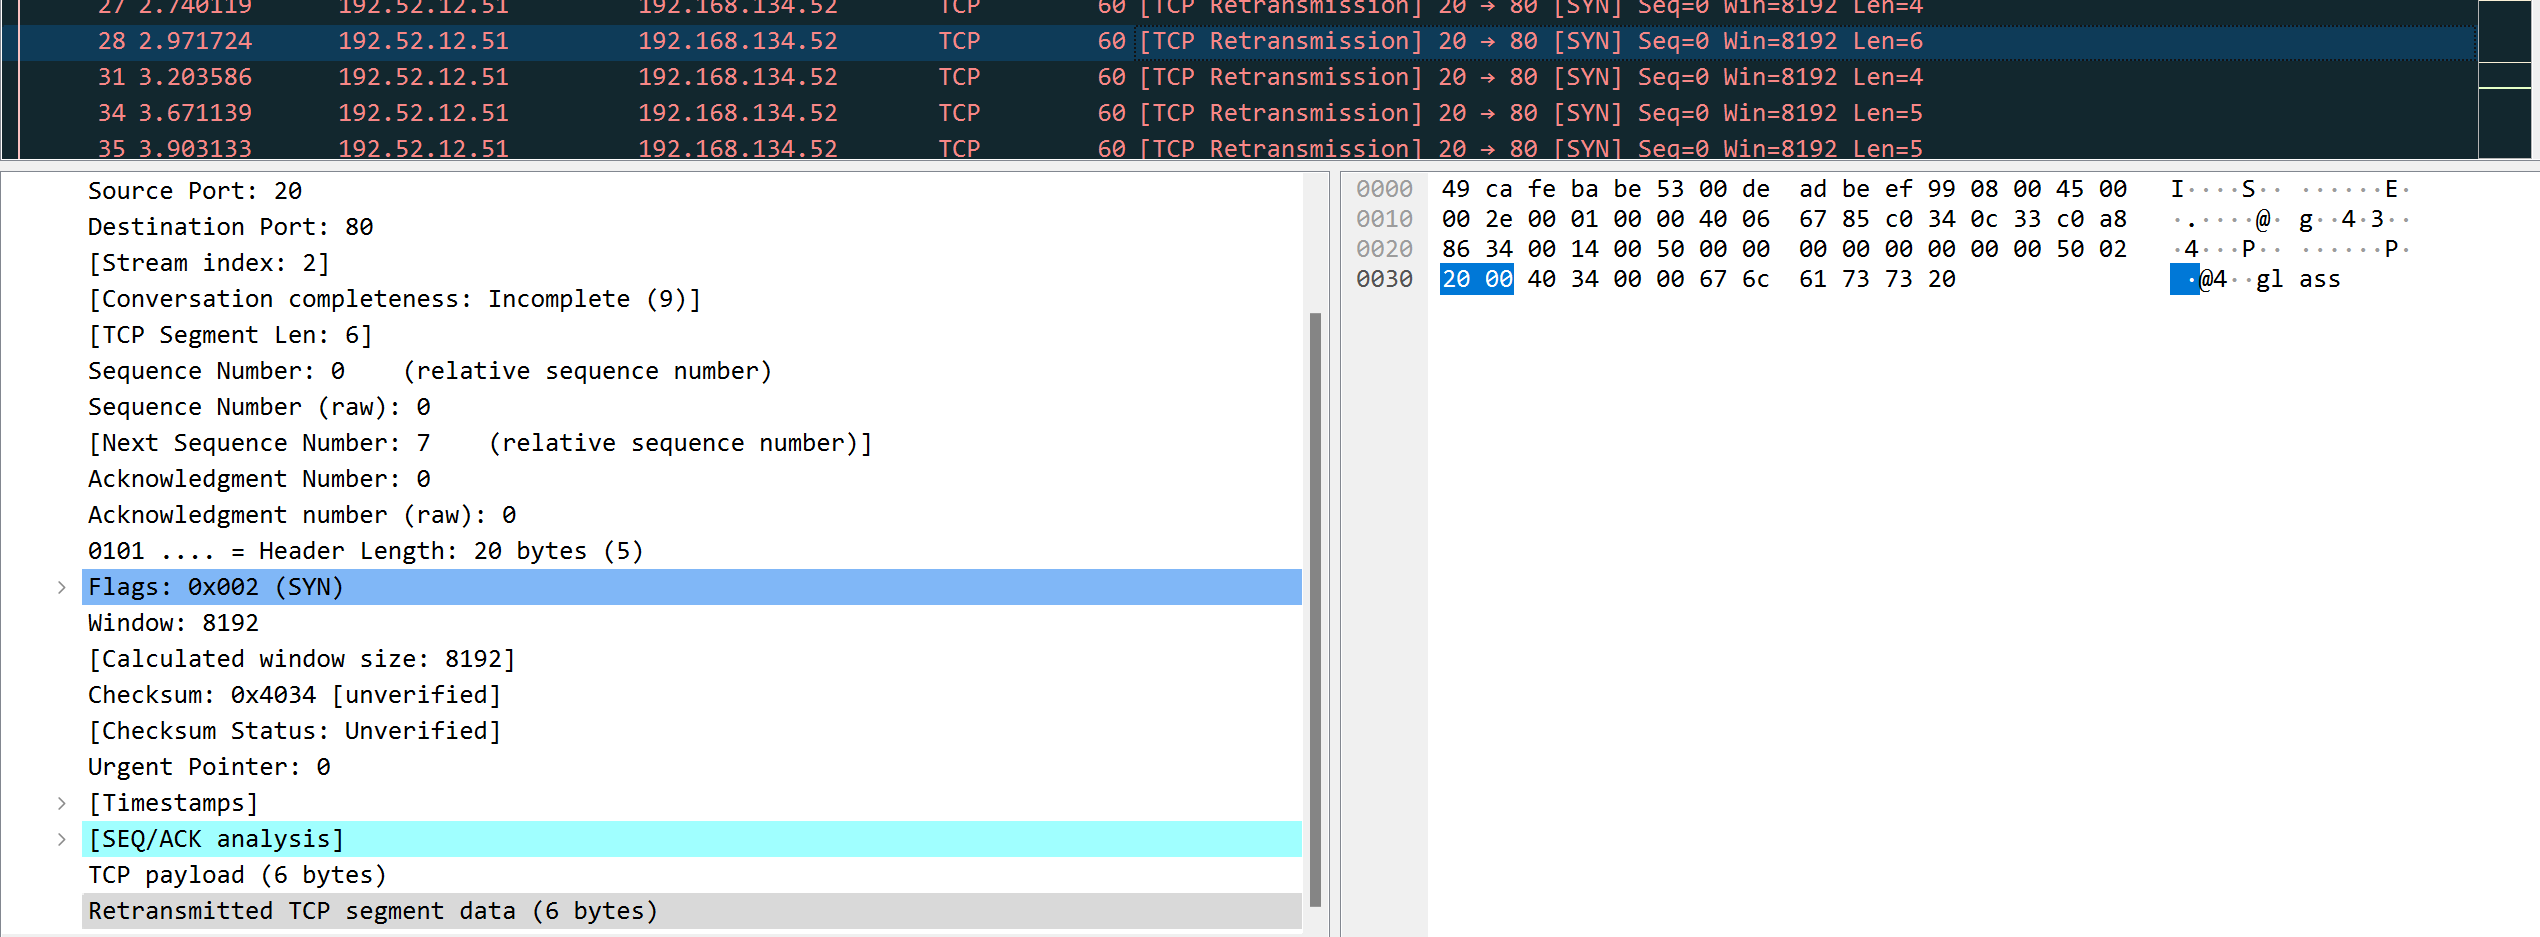 27 2.740119 192.52.12.51 192.168.134.52 TCP 60 [TCP Retransmission] 20 → 80 [SYN] Seq=0 Win=8192 Len=4
28 2.971724 192.52.12.51 192.168.134.52 TCP 60 [TCP Retransmission] 20 → 80 [SYN] Seq=0 Win=8192 Len=6
31 3.203586 192.52.12.51 192.168.134.52 TCP 60 [TCP Retransmission] 20 → 80 [SYN] Seq=0 Win=8192 Len=4
34 3.671139 192.52.12.51 192.168.134.52 TCP 60 [TCP Retransmission] 20 → 80 [SYN] Seq=0 Win=8192 Len=5
35 3.903133 192.52.12.51 192.168.134.52 TCP 60 [TCP Retransmission] 20 → 80 [SYN] Seq=0 Win=8192 Len=5
Source Port: 20
Destination Port: 80
[Stream index: 2]
[Conversation completeness: Incomplete (9)]
[TCP Segment Len: 6]
Sequence Number: 0    (relative sequence number)
Sequence Number (raw): 0
[Next Sequence Number: 7    (relative sequence number)]
Acknowledgment Number: 0
Acknowledgment number (raw): 0
0101 .... = Header Length: 20 bytes (5)
Flags: 0x002 (SYN)
Window: 8192
[Calculated window size: 8192]
Checksum: 0x4034 [unverified]
[Checksum Status: Unverified]
Urgent Pointer: 0
[Timestamps]
[SEQ/ACK analysis]
TCP payload (6 bytes)
Retransmitted TCP segment data (6 bytes)
0000 49 ca fe ba be 53 00 de ad be ef 99 08 00 45 00 I····S·· ······E·
0010 00 2e 00 01 00 00 40 06 67 85 c0 34 0c 33 c0 a8 ·.····@· g··4·3··
0020 86 34 00 14 00 50 00 00 00 00 00 00 00 00 50 02 ·4···P·· ······P·
0030 20 00 40 34 00 00 67 6c 61 73 73 20 ·@4··gl ass